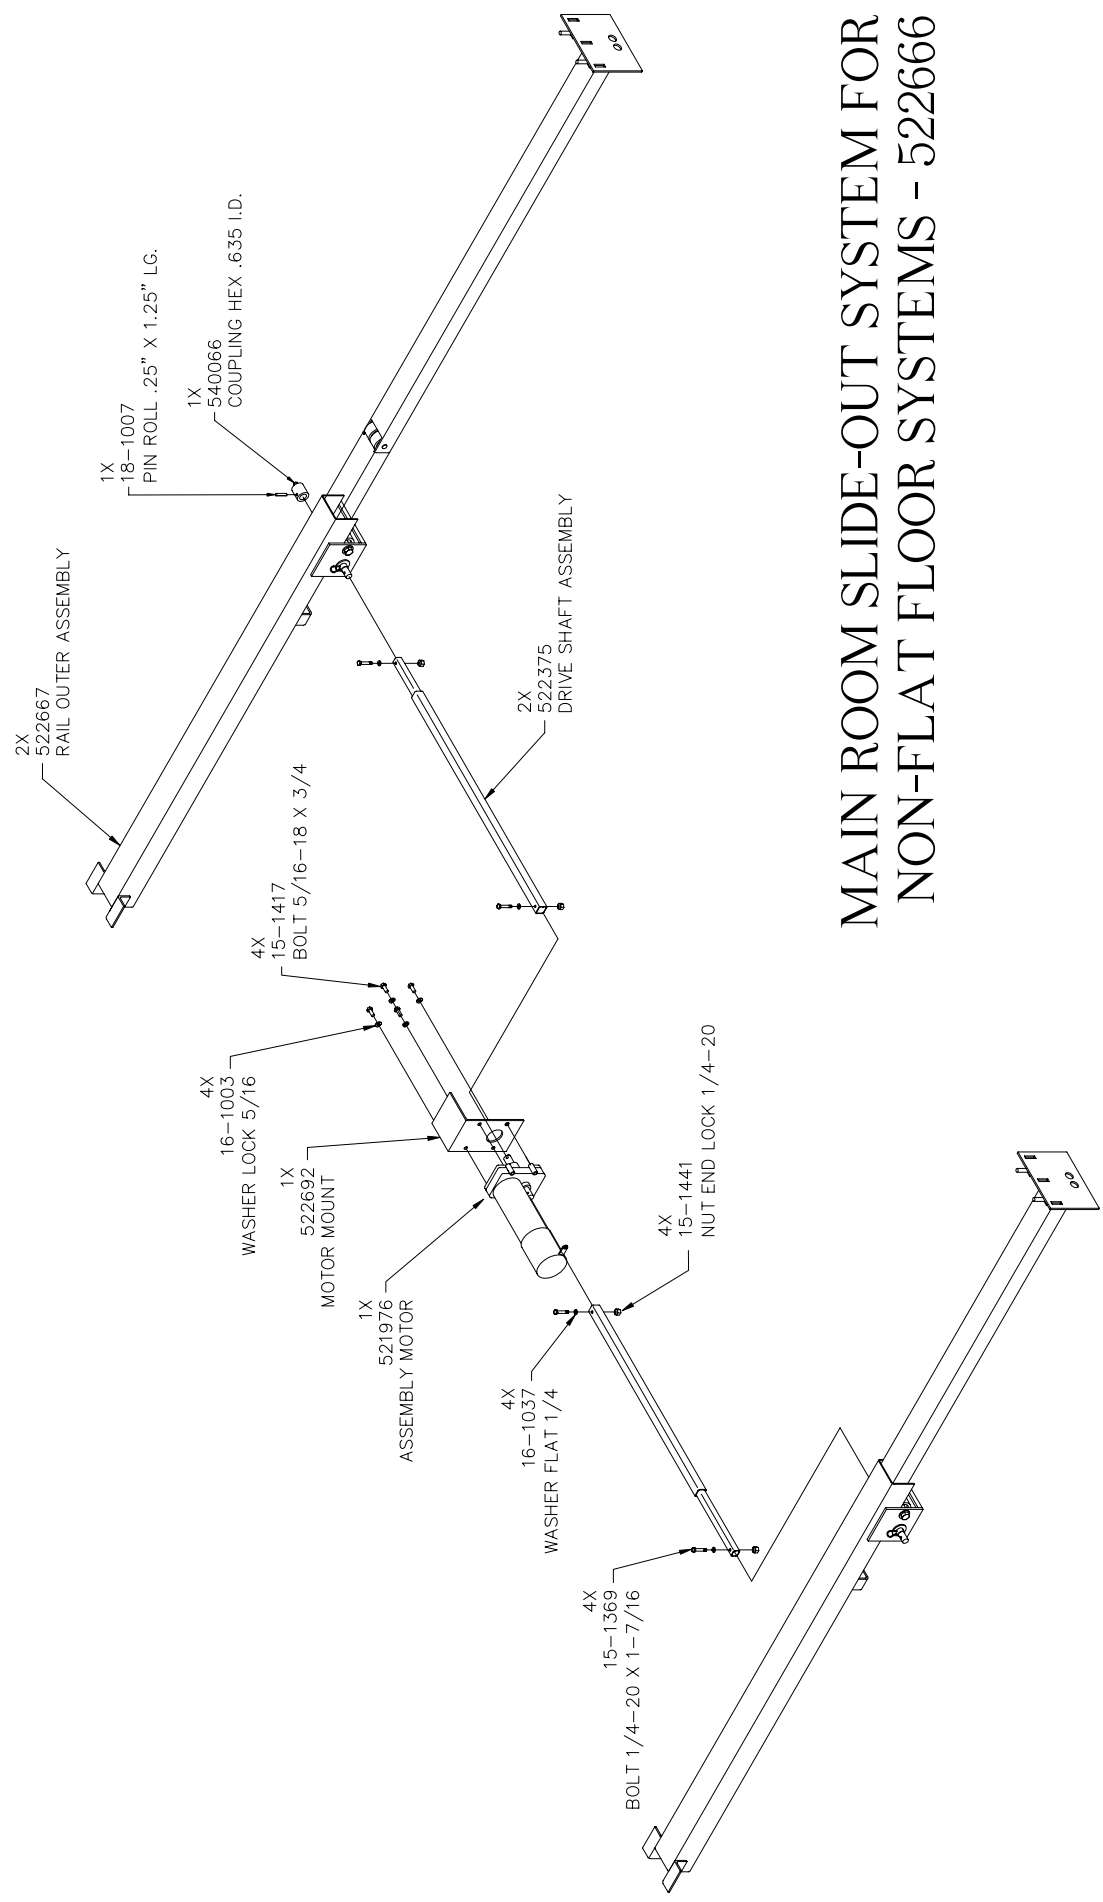 2X
522667
RAIL OUTER ASSEMBLY
1X
18-1007
PIN ROLL .25” X 1.25” LG.
1X
540066
COUPLING HEX .635 I.D.
4X
15-1417
BOLT 5/16-18 X 3/4
2X
522375
DRIVE SHAFT ASSEMBLY
4X
16-1003
WASHER LOCK 5/16
1X
522692
MOTOR MOUNT
1X
521976
ASSEMBLY MOTOR
4X
16-1037
WASHER FLAT 1/4
4X
15-1441
NUT END LOCK 1/4-20
4X
15-1369
BOLT 1/4-20 X 1-7/16
MAIN ROOM SLIDE-OUT SYSTEM FOR
NON-FLAT FLOOR SYSTEMS - 522666